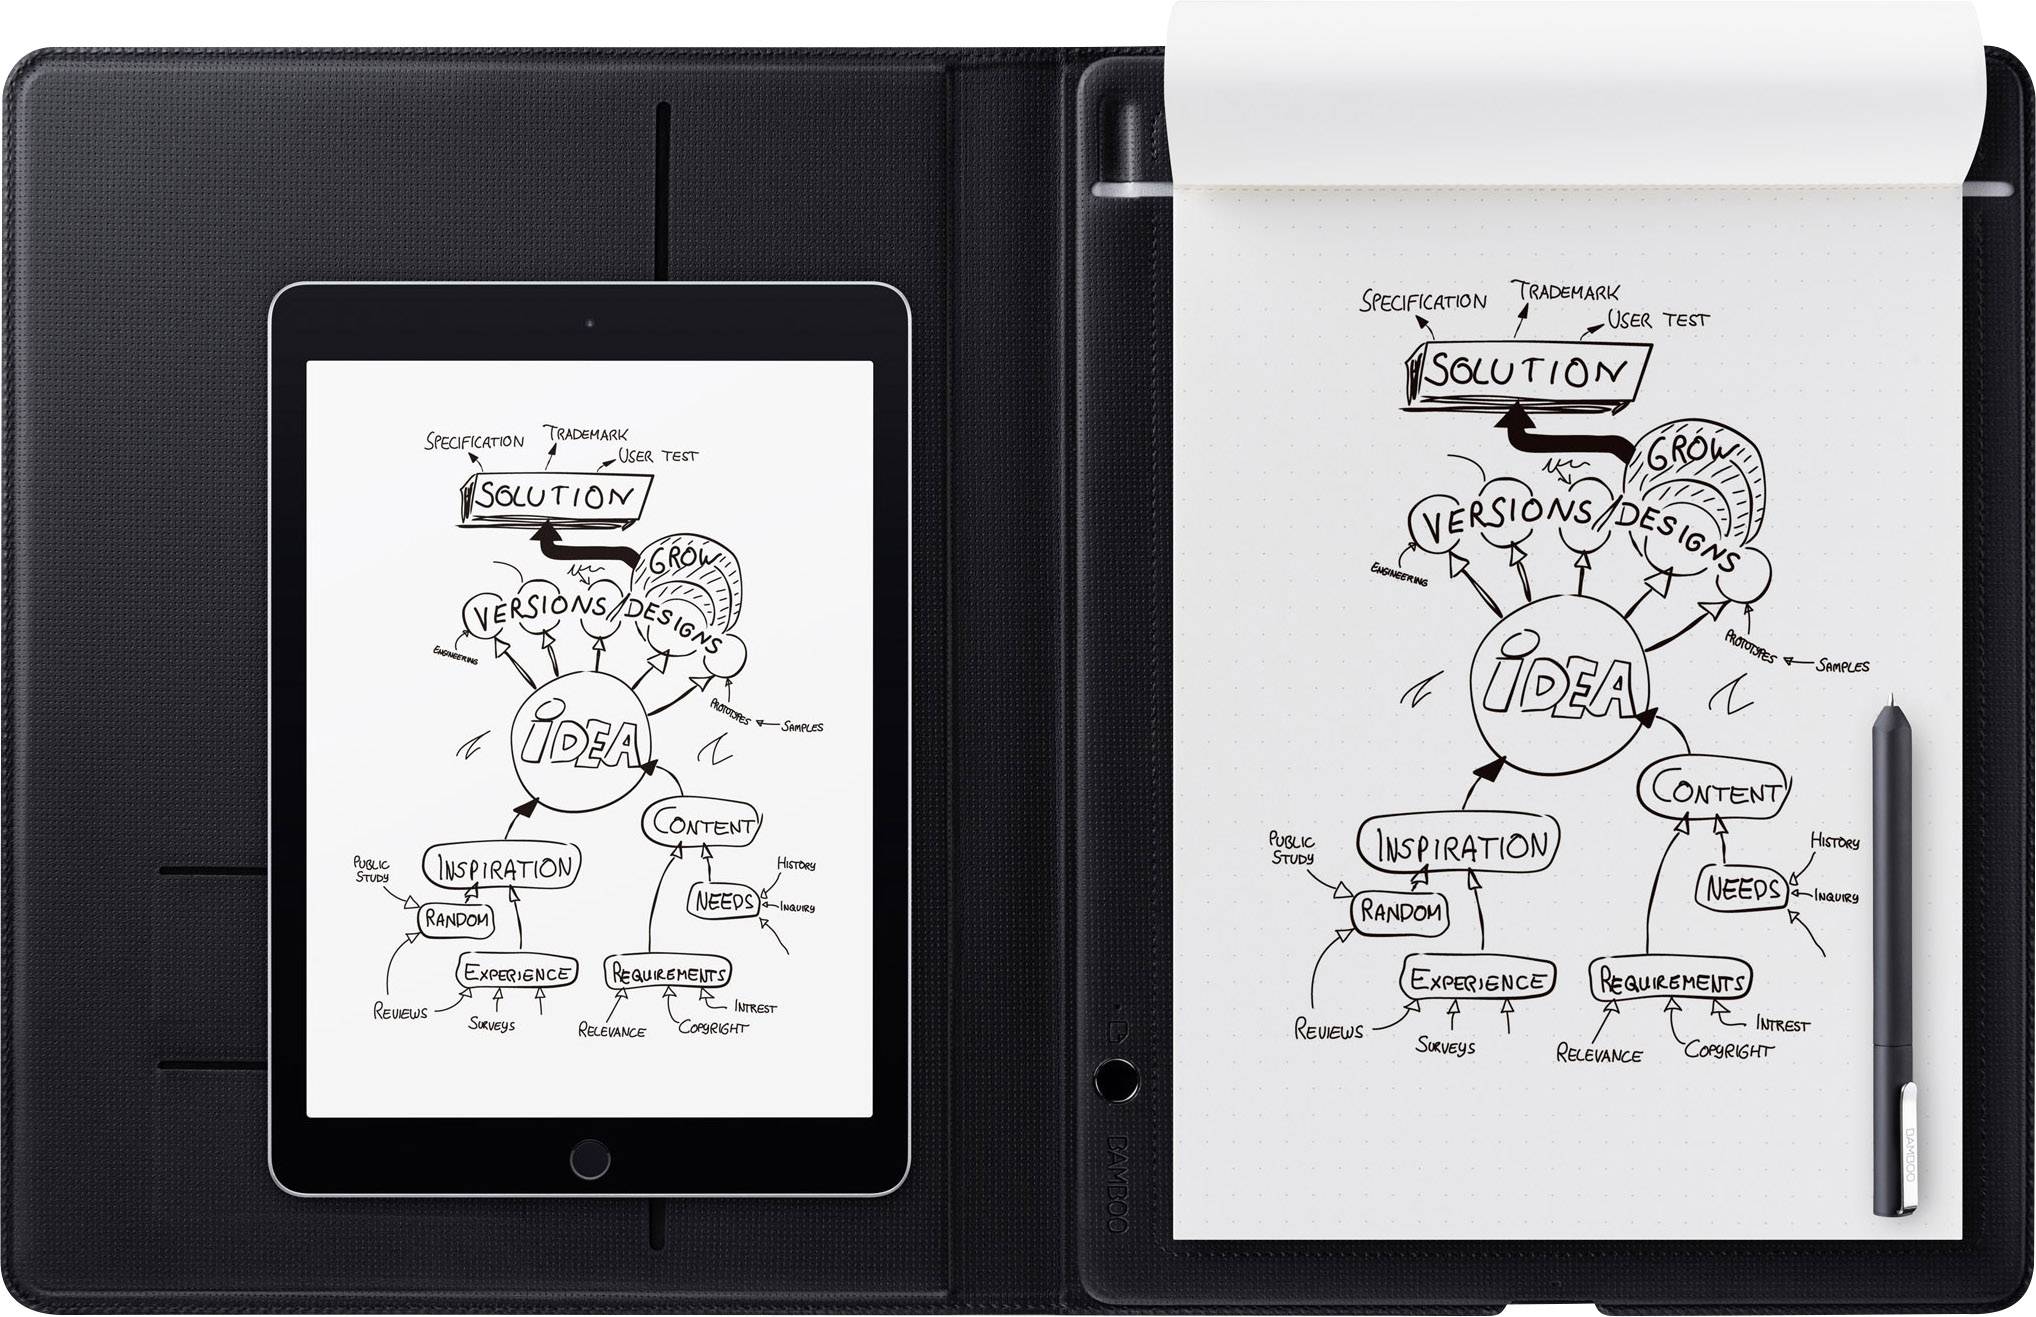 SPECIFICATION
TRADEMARK
USER TEST
SOLUTION
GROW
VERSIONS/DESIGNS
ENGINEERING
PROTOTYPES
SAMPLES
iDEA
CONTENT
INSPIRATION
PUBLIC
STUDY
HISTORY
NEEDS
INQUIRY
RANDOM
EXPERIENCE
REQUIREMENTS
REVIEWS
SURVEYS
RELEVANCE
COPYRIGHT
INTREST
SPECIFICATION
TRADEMARK
USER TEST
SOLUTION
GROW
VERSIONS/DESIGNS
ENGINEERING
PROTOTYPES
SAMPLES
iDEA
CONTENT
INSPIRATION
PUBLIC
STUDY
HISTORY
NEEDS
INQUIRY
RANDOM
EXPERIENCE
REQUIREMENTS
REVIEWS
SURVEYS
RELEVANCE
COPYRIGHT
INTREST
BAMBOO
BAMBOO